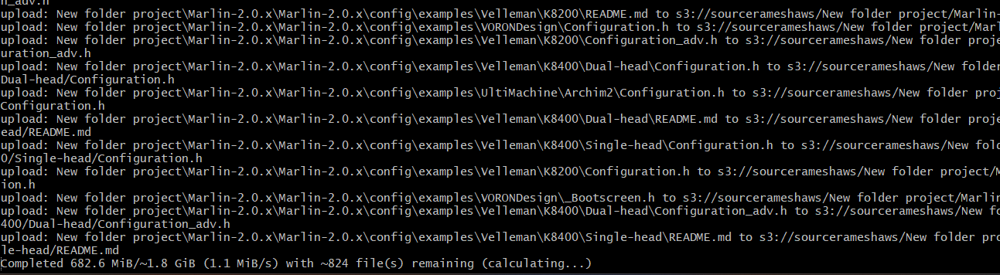 h_adv.h
upload: New folder project\Marlin-2.0.x\Marlin-2.0.x\config\examples\Velleman\K8200\README.md to s3://sourcerameshaws/New folder project/Marlin-
upload: New folder project\Marlin-2.0.x\Marlin-2.0.x\config\examples\VORONDesign\Configuration.h to s3://sourcerameshaws/New folder project/Marl
upload: New folder project\Marlin-2.0.x\Marlin-2.0.x\config\examples\Velleman\K8200\Configuration_adv.h to s3://sourcerameshaws/New folder proje
uration_adv.h
upload: New folder project\Marlin-2.0.x\Marlin-2.0.x\config\examples\Velleman\K8400\Dual-head\Configuration.h to s3://sourcerameshaws/New folder
Dual-head/Configuration.h
upload: New folder project\Marlin-2.0.x\Marlin-2.0.x\config\examples\UltiMachine\Archim2\Configuration.h to s3://sourcerameshaws/New folder proj
Configuration.h
upload: New folder project\Marlin-2.0.x\Marlin-2.0.x\config\examples\Velleman\K8400\Dual-head\README.md to s3://sourcerameshaws/New folder proje
ead/README.md
upload: New folder project\Marlin-2.0.x\Marlin-2.0.x\config\examples\Velleman\K8400\Single-head\Configuration.h to s3://sourcerameshaws/New fold
0/Single-head/Configuration.h
upload: New folder project\Marlin-2.0.x\Marlin-2.0.x\config\examples\Velleman\K8200\Configuration.h to s3://sourcerameshaws/New folder project/M
ion.h
upload: New folder project\Marlin-2.0.x\Marlin-2.0.x\config\examples\VORONDesign\_Bootscreen.h to s3://sourcerameshaws/New folder project/Marlin
upload: New folder project\Marlin-2.0.x\Marlin-2.0.x\config\examples\Velleman\K8400\Dual-head\Configuration_adv.h to s3://sourcerameshaws/New fo
400/Dual-head/Configuration_adv.h
upload: New folder project\Marlin-2.0.x\Marlin-2.0.x\config\examples\Velleman\K8400\Single-head\README.md to s3://sourcerameshaws/New folder pro
le-head/README.md
Completed 682.6 MiB/~1.8 GiB (1.1 MiB/s) with ~824 file(s) remaining (calculating...)